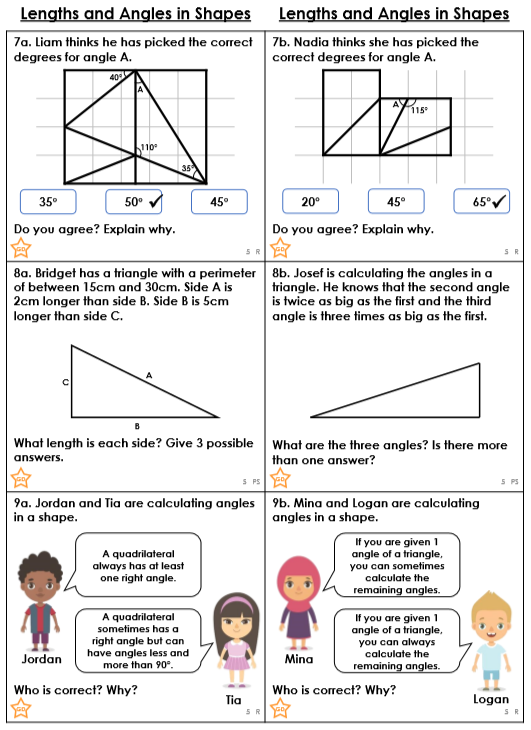 Lengths and Angles in Shapes
Lengths and Angles in Shapes
7a. Liam thinks he has picked the correct
degrees for angle A.
40°
A
110°
35°
35°
50°
45°
Do you agree? Explain why.
GD
S R
7b. Nadia thinks she has picked the
correct degrees for angle A.
A
115°
20°
45°
65°
Do you agree? Explain why.
GD
S R
8a. Bridget has a triangle with a perimeter
of between 15cm and 30cm. Side A is
2cm longer than side B. Side B is 5cm
longer than side C.
C
A
B
What length is each side? Give 3 possible
answers.
GD
S PS
8b. Josef is calculating the angles in a
triangle. He knows that the second angle
is twice as big as the first and the third
angle is three times as big as the first.
What are the three angles? Is there more
than one answer?
GD
S PS
9a. Jordan and Tia are calculating angles
in a shape.
A quadrilateral
always has at least
one right angle.
A quadrilateral
sometimes has a
right angle but can
have angles less and
more than 90°.
Jordan
Tia
Who is correct? Why?
GD
S R
9b. Mina and Logan are calculating
angles in a shape.
If you are given 1
angle of a triangle,
you can sometimes
calculate the
remaining angles.
If you are given 1
angle of a triangle,
you can always
calculate the
remaining angles.
Mina
Logan
Who is correct? Why?
GD
S R